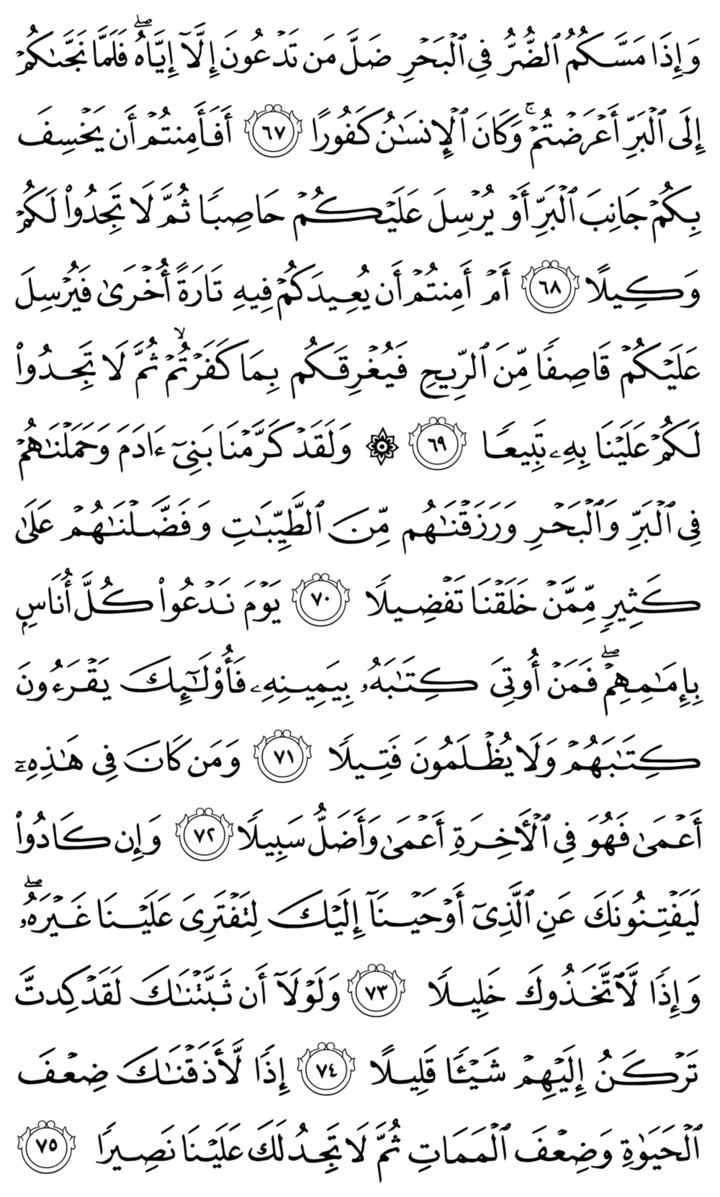 وَإِذَا مَسَّكُمُ ٱلضُّرُّ فِى ٱلْبَحْرِ ضَلَّ مَن تَدْعُونَ إِلَّآ إِيَّاهُ ۖ فَلَمَّا نَجَّىٰكُمْ
إِلَى ٱلْبَرِّ أَعْرَضْتُمْ ۚ وَكَانَ ٱلْإِنسَـٰنُ كَفُورًا ٦٧ أَفَأَمِنتُمْ أَن يَخْسِفَ
بِكُمْ جَانِبَ ٱلْبَرِّ أَوْ يُرْسِلَ عَلَيْكُمْ حَاصِبًا ثُمَّ لَا تَجِدُوا۟ لَكُمْ
وَكِيلًا ٦٨ أَمْ أَمِنتُمْ أَن يُعِيدَكُمْ فِيهِ تَارَةً أُخْرَىٰ فَيُرْسِلَ
عَلَيْكُمْ قَاصِفًا مِّنَ ٱلرِّيحِ فَيُغْرِقَكُم بِمَا كَفَرْتُمْ ۙ ثُمَّ لَا تَجِدُوا۟
لَكُمْ عَلَيْنَا بِهِۦ تَبِيعًا ٦٩ ۞ وَلَقَدْ كَرَّمْنَا بَنِىٓ ءَادَمَ وَحَمَلْنَـٰهُمْ
فِى ٱلْبَرِّ وَٱلْبَحْرِ وَرَزَقْنَـٰهُم مِّنَ ٱلطَّيِّبَـٰتِ وَفَضَّلْنَـٰهُمْ عَلَىٰ
كَثِيرٍ مِّمَّنْ خَلَقْنَا تَفْضِيلًا ٧٠ يَوْمَ نَدْعُوا۟ كُلَّ أُنَاسٍۭ
بِإِمَـٰمِهِمْ ۖ فَمَنْ أُوتِىَ كِتَـٰبَهُۥ بِيَمِينِهِۦ فَأُو۟لَـٰٓئِكَ يَقْرَءُونَ
كِتَـٰبَهُمْ وَلَا يُظْلَمُونَ فَتِيلًا ٧١ وَمَن كَانَ فِى هَـٰذِهِۦٓ
أَعْمَىٰ فَهُوَ فِى ٱلْـَٔاخِرَةِ أَعْمَىٰ وَأَضَلُّ سَبِيلًا ٧٢ وَإِن كَادُوا۟
لَيَفْتِنُونَكَ عَنِ ٱلَّذِىٓ أَوْحَيْنَآ إِلَيْكَ لِتَفْتَرِىَ عَلَيْنَا غَيْرَهُۥ ۖ
وَإِذًا لَّٱتَّخَذُوكَ خَلِيلًا ٧٣ وَلَوْلَآ أَن ثَبَّتْنَـٰكَ لَقَدْ كِدتَّ
تَرْكَنُ إِلَيْهِمْ شَيْـًٔا قَلِيلًا ٧٤ إِذًا لَّأَذَقْنَـٰكَ ضِعْفَ
ٱلْحَيَوٰةِ وَضِعْفَ ٱلْمَمَاتِ ثُمَّ لَا تَجِدُ لَكَ عَلَيْنَا نَصِيرًا ٧٥